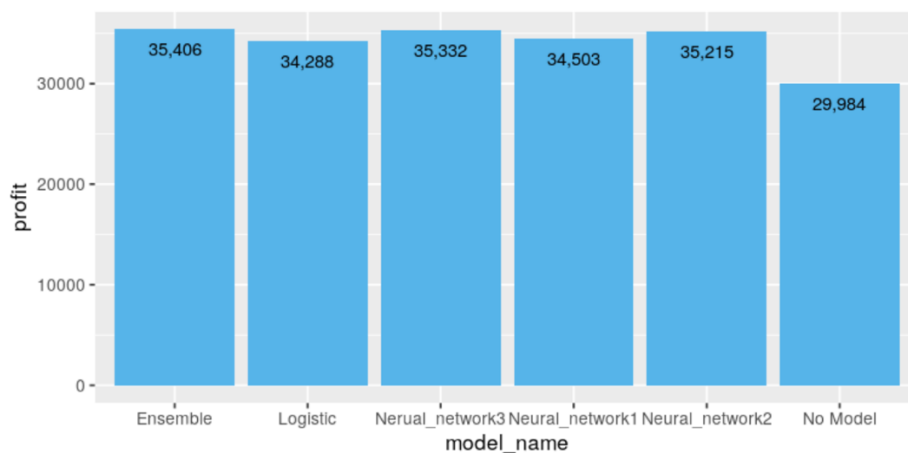 profit
30000
20000
10000
0
35,406
34,288
35,332
34,503
35,215
29,984
Ensemble
Logistic
Nerual_network3
Neural_network1
Neural_network2
No Model
model_name